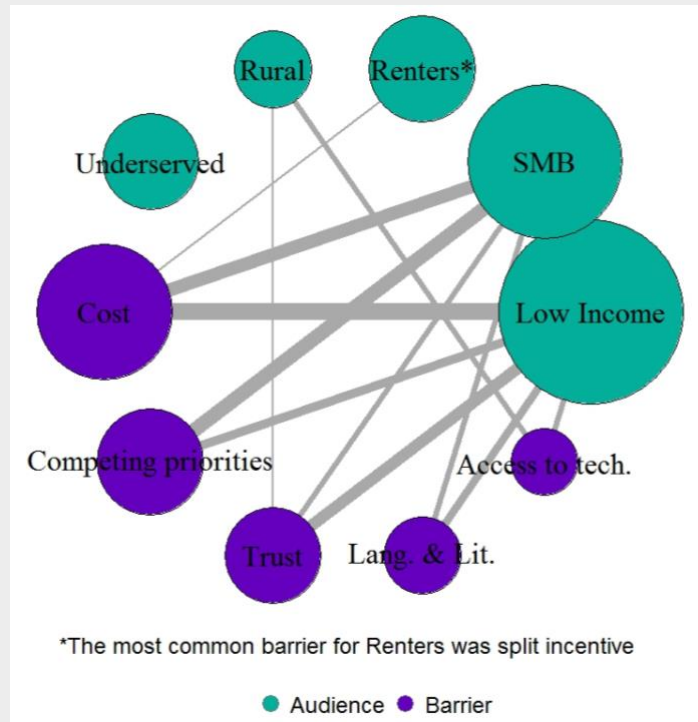 Rural
Renters*
Underserved
SMB
Cost
Low Income
Competing priorities
Access to tech.
Trust
Lang. & Lit.
*The most common barrier for Renters was split incentive
Audience
Barrier